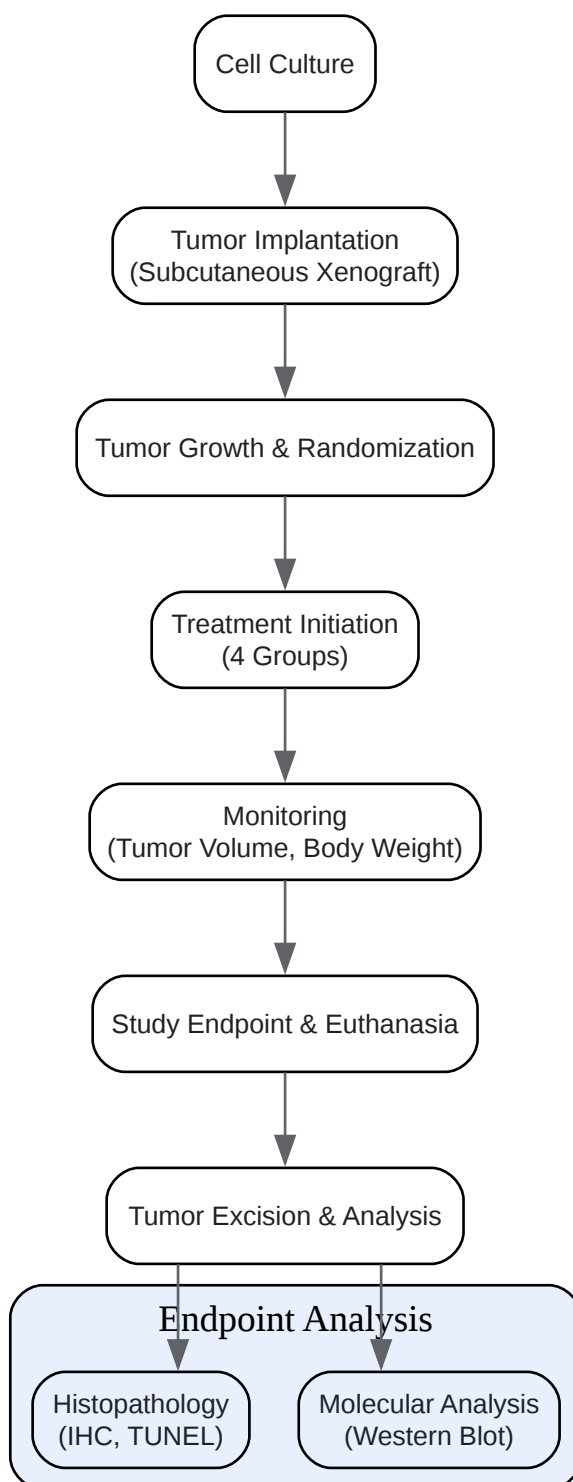 Cell Culture
Tumor Implantation
(Subcutaneous Xenograft)
Tumor Growth & Randomization
Treatment Initiation
(4 Groups)
Monitoring
(Tumor Volume, Body Weight)
Study Endpoint & Euthanasia
Tumor Excision & Analysis
Endpoint Analysis
Histopathology
(IHC, TUNEL)
Molecular Analysis
(Western Blot)